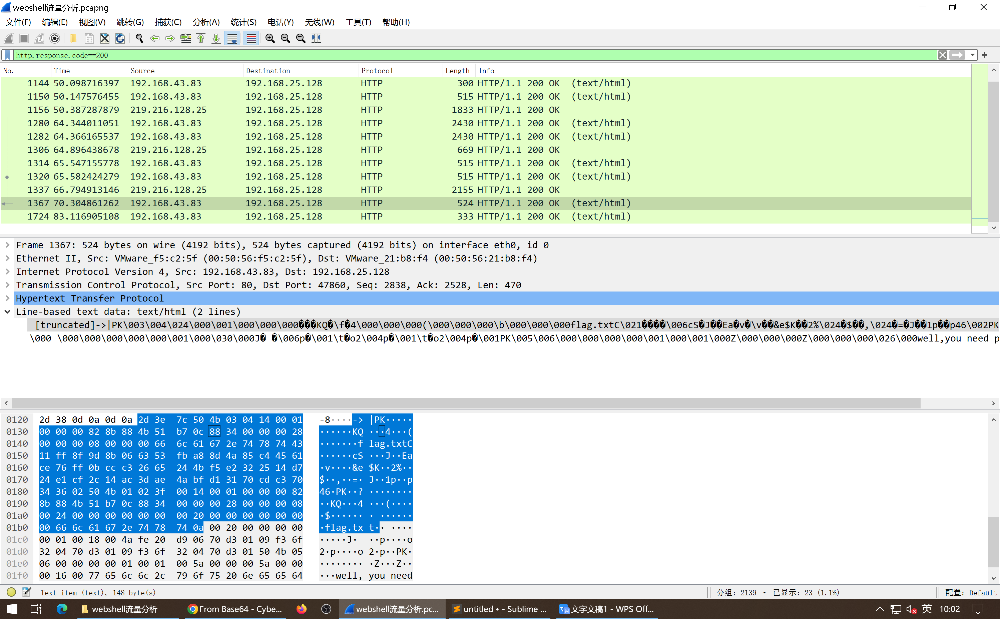 webshell流量分析.pcapng
文件(F) 编辑(E) 视图(V) 跳转(G) 捕获(C) 分析(A) 统计(S) 电话(Y) 无线(W) 工具(T) 帮助(H)
http.response.code==200
No. Time Source Destination Protocol Length Info
1144 50.098716397 192.168.43.83 192.168.25.128 HTTP 300 HTTP/1.1 200 OK (text/html)
1150 50.147576455 192.168.43.83 192.168.25.128 HTTP 515 HTTP/1.1 200 OK (text/html)
1156 50.387287879 219.216.128.25 192.168.25.128 HTTP 1833 HTTP/1.1 200 OK
1280 64.344011051 192.168.43.83 192.168.25.128 HTTP 2430 HTTP/1.1 200 OK (text/html)
1282 64.366165537 192.168.43.83 192.168.25.128 HTTP 2430 HTTP/1.1 200 OK (text/html)
1306 64.896438678 219.216.128.25 192.168.25.128 HTTP 669 HTTP/1.1 200 OK
1314 65.547155778 192.168.43.83 192.168.25.128 HTTP 515 HTTP/1.1 200 OK (text/html)
1320 65.582424279 192.168.43.83 192.168.25.128 HTTP 515 HTTP/1.1 200 OK (text/html)
1337 66.794913146 219.216.128.25 192.168.25.128 HTTP 2155 HTTP/1.1 200 OK
1367 70.304861262 192.168.43.83 192.168.25.128 HTTP 524 HTTP/1.1 200 OK (text/html)
1724 83.116905108 192.168.43.83 192.168.25.128 HTTP 333 HTTP/1.1 200 OK (text/html)
Frame 1367: 524 bytes on wire (4192 bits), 524 bytes captured (4192 bits) on interface eth0, id 0
Ethernet II, Src: VMware_f5:c2:5f (00:50:56:f5:c2:5f), Dst: VMware_21:b8:f4 (00:50:56:21:b8:f4)
Internet Protocol Version 4, Src: 192.168.43.83, Dst: 192.168.25.128
Transmission Control Protocol, Src Port: 80, Dst Port: 47860, Seq: 2838, Ack: 2528, Len: 470
Hypertext Transfer Protocol
Line-based text data: text/html (2 lines)
[truncated]->|PK\003\004\024\000\001\000\000\000���KQ�\f�4\000\000\000(\000\000\000\b\000\000\000flag.txtC\021����\006cS�J��Ea�v�\v��&e$K��2%\024�$��,\024�=�J��1p��p46\002PK
\000 \000\000\000\000\000\001\000\030\000J� �\006p�\001\t�o2\004p�\001\t�o2\004p�\001PK\005\006\000\000\000\000\001\000\001\000Z\000\000\000Z\000\000\000\026\000well,you need p
0120 2d 38 0d 0a 0d 0a 2d 3e 7c 50 4b 03 04 14 00 01 -8····-> |PK·····
0130 00 00 00 82 8b 88 4b 51 b7 0c 88 34 00 00 00 28 ······KQ ···4···(
0140 00 00 00 08 00 00 00 66 6c 61 67 2e 74 78 74 43 ·······f lag.txtC
0150 11 ff 8f 9d 8b 06 63 53 fb a8 8d 4a 85 c4 45 61 ······cS ···J··Ea
0160 ce 76 ff 0b cc c3 26 65 24 4b f5 e2 32 25 14 d7 ·v····&e $K··2%··
0170 24 e1 cf 2c 14 ac 3d ae 4a bf d1 31 70 cd c3 70 $··,··=· J··1p··p
0180 34 36 02 50 4b 01 02 3f 00 14 00 01 00 00 00 82 46·PK··? ········
0190 8b 88 4b 51 b7 0c 88 34 00 00 00 28 00 00 00 08 ··KQ···4 ···(····
01a0 00 24 00 00 00 00 00 00 00 20 00 00 00 00 00 00 ·$······ · ······
01b0 00 66 6c 61 67 2e 74 78 74 0a 00 20 00 00 00 00 ·flag.tx t·· ····
01c0 00 01 00 18 00 4a fe 20 d9 06 70 d3 01 09 f3 6f ·····J·  ··p····o
01d0 32 04 70 d3 01 09 f3 6f 32 04 70 d3 01 50 4b 05 2·p····o 2·p··PK·
01e0 06 00 00 00 00 01 00 01 00 5a 00 00 00 5a 00 00 ········ ·Z···Z··
01f0 00 16 00 77 65 6c 6c 2c 79 6f 75 20 6e 65 65 64 ···well, you need
Text item (text), 148 byte(s) 分组: 2139 · 已显示: 23 (1.1%) 配置: Default
webshell流量分析 From Base64 - Cybe... webshell流量分析.pc... untitled • - Sublime ... 文字文稿1 - WPS Off... 英 10:02